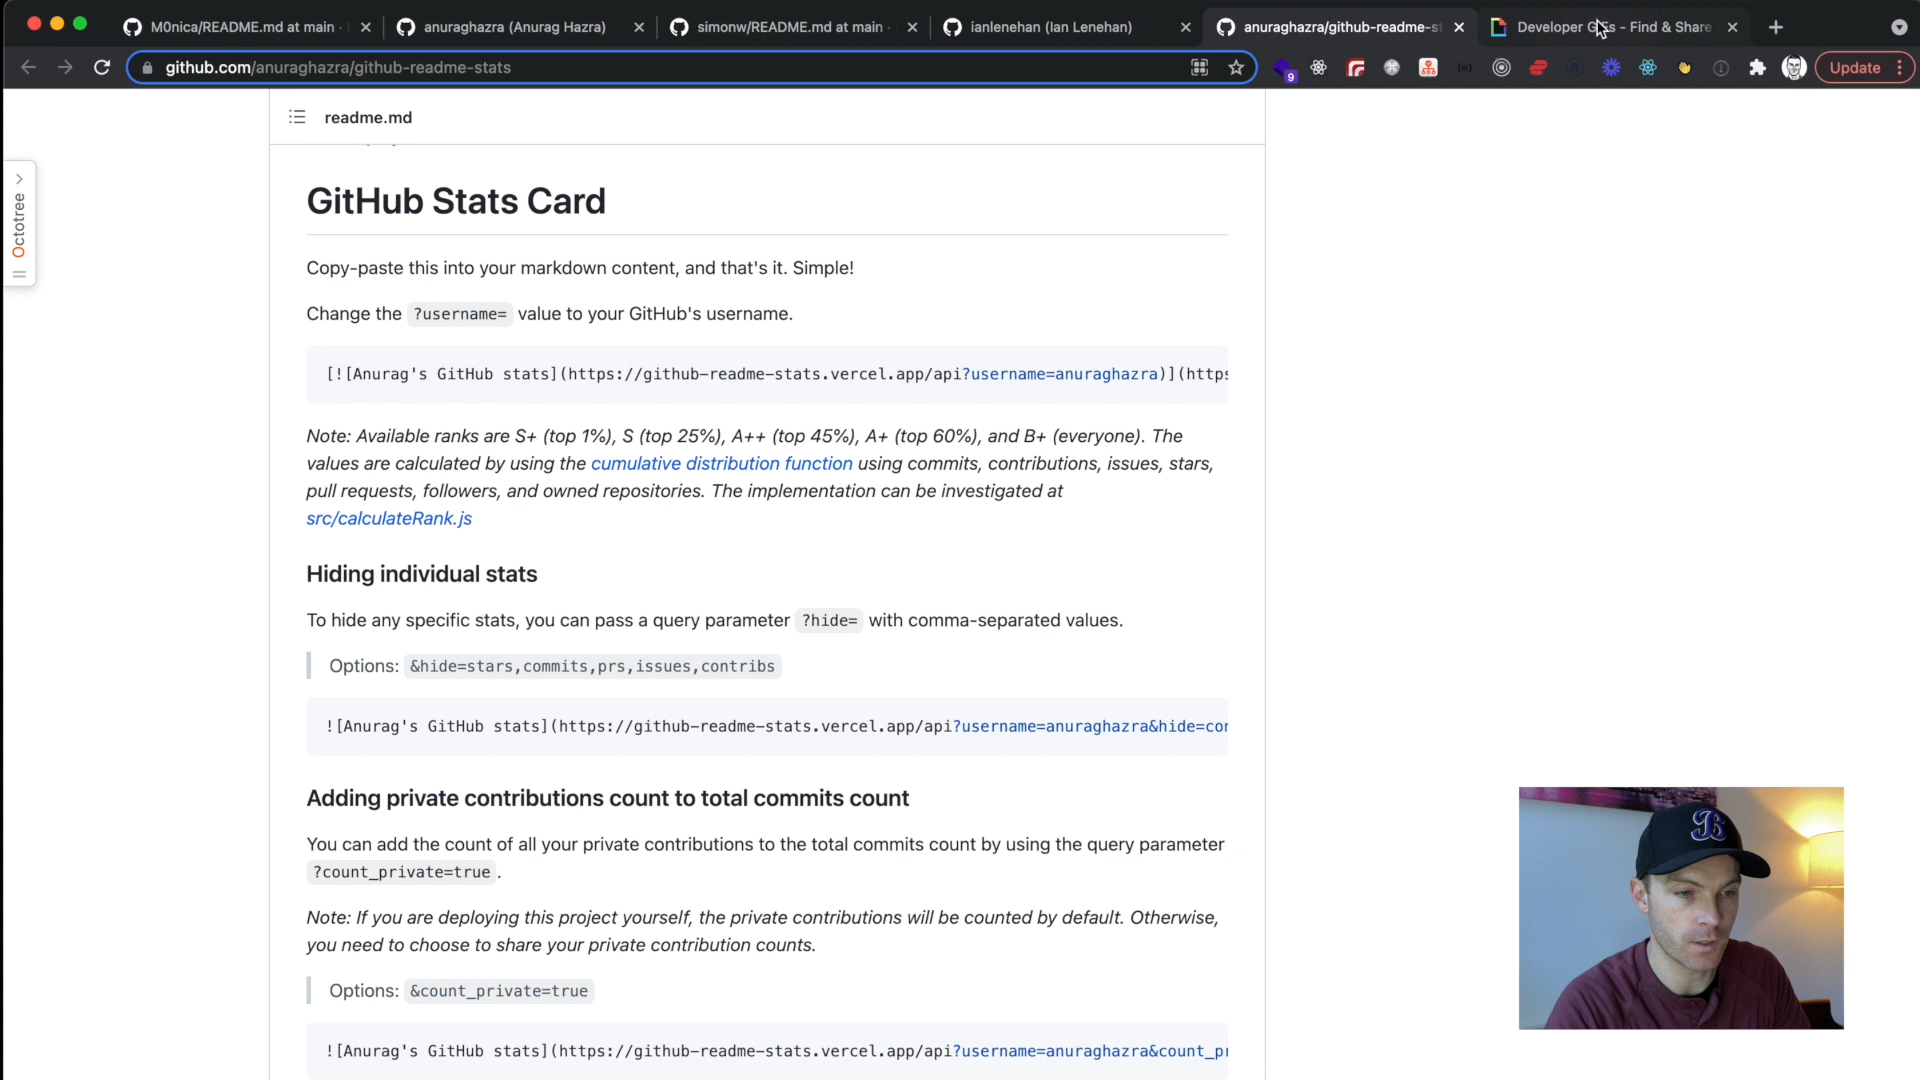 M0nica/README.md at main ·
anuraghazra (Anurag Hazra)
simonw/README.md at main ·
ianlenehan (Ian Lenehan)
anuraghazra/github-readme-st
Developer GIFs - Find & Share
github.com/anuraghazra/github-readme-stats
9
Update
Octotree
readme.md
GitHub Stats Card
Copy-paste this into your markdown content, and that's it. Simple!
Change the ?username= value to your GitHub's username.
[![Anurag's GitHub stats](https://github-readme-stats.vercel.app/api?username=anuraghazra)](https
Note: Available ranks are S+ (top 1%), S (top 25%), A++ (top 45%), A+ (top 60%), and B+ (everyone). The
values are calculated by using the cumulative distribution function using commits, contributions, issues, stars,
pull requests, followers, and owned repositories. The implementation can be investigated at
src/calculateRank.js
Hiding individual stats
To hide any specific stats, you can pass a query parameter ?hide= with comma-separated values.
Options: &hide=stars,commits,prs,issues,contribs
![Anurag's GitHub stats](https://github-readme-stats.vercel.app/api?username=anuraghazra&hide=cor
Adding private contributions count to total commits count
You can add the count of all your private contributions to the total commits count by using the query parameter
?count_private=true .
Note: If you are deploying this project yourself, the private contributions will be counted by default. Otherwise,
you need to choose to share your private contribution counts.
Options: &count_private=true
![Anurag's GitHub stats](https://github-readme-stats.vercel.app/api?username=anuraghazra&count_pr